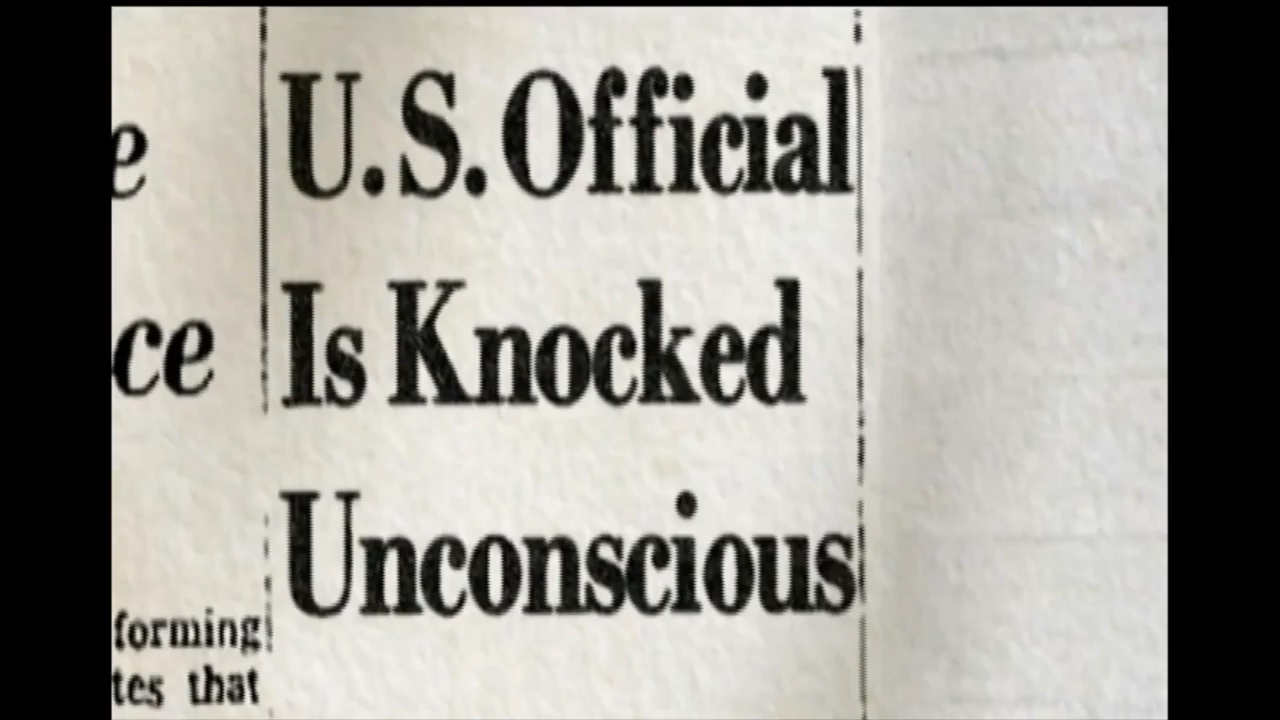 e
ce
forming
tes that
U.S. Official
Is Knocked
Unconscious